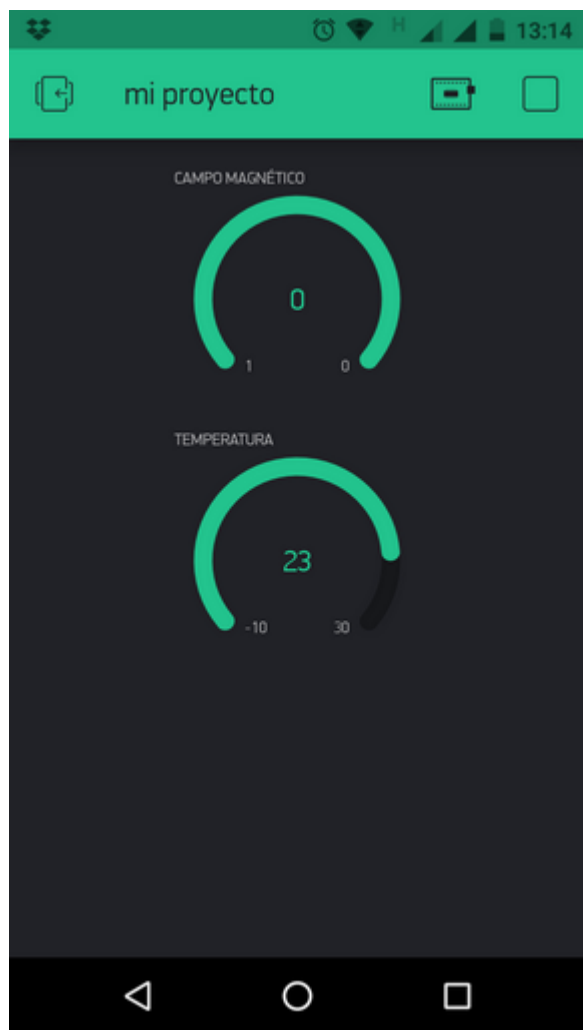 H 13:14
mi proyecto
CAMPO MAGNÉTICO
0
1 0
TEMPERATURA
23
-10 30